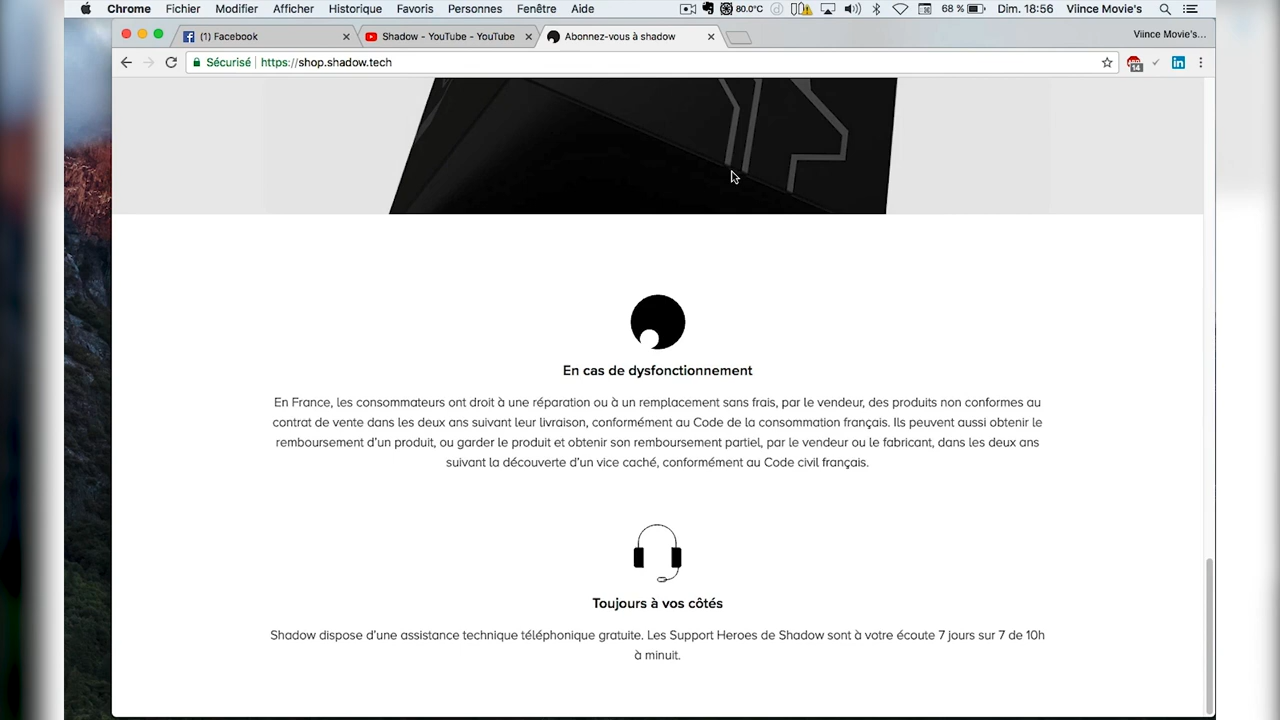 Chrome Fichier Modifier Afficher Historique Favoris Personnes Fenêtre Aide 80.0°C 68 % Dim. 18:56 Viince Movie's
(1) Facebook Shadow - YouTube - YouTube Abonnez-vous à shadow Viince Movie's...
Sécurisé https://shop.shadow.tech 14
En cas de dysfonctionnement
En France, les consommateurs ont droit à une réparation ou à un remplacement sans frais, par le vendeur, des produits non conformes au
contrat de vente dans les deux ans suivant leur livraison, conformément au Code de la consommation français. Ils peuvent aussi obtenir le
remboursement d'un produit, ou garder le produit et obtenir son remboursement partiel, par le vendeur ou le fabricant, dans les deux ans
suivant la découverte d'un vice caché, conformément au Code civil français.
Toujours à vos côtés
Shadow dispose d'une assistance technique téléphonique gratuite. Les Support Heroes de Shadow sont à votre écoute 7 jours sur 7 de 10h
à minuit.